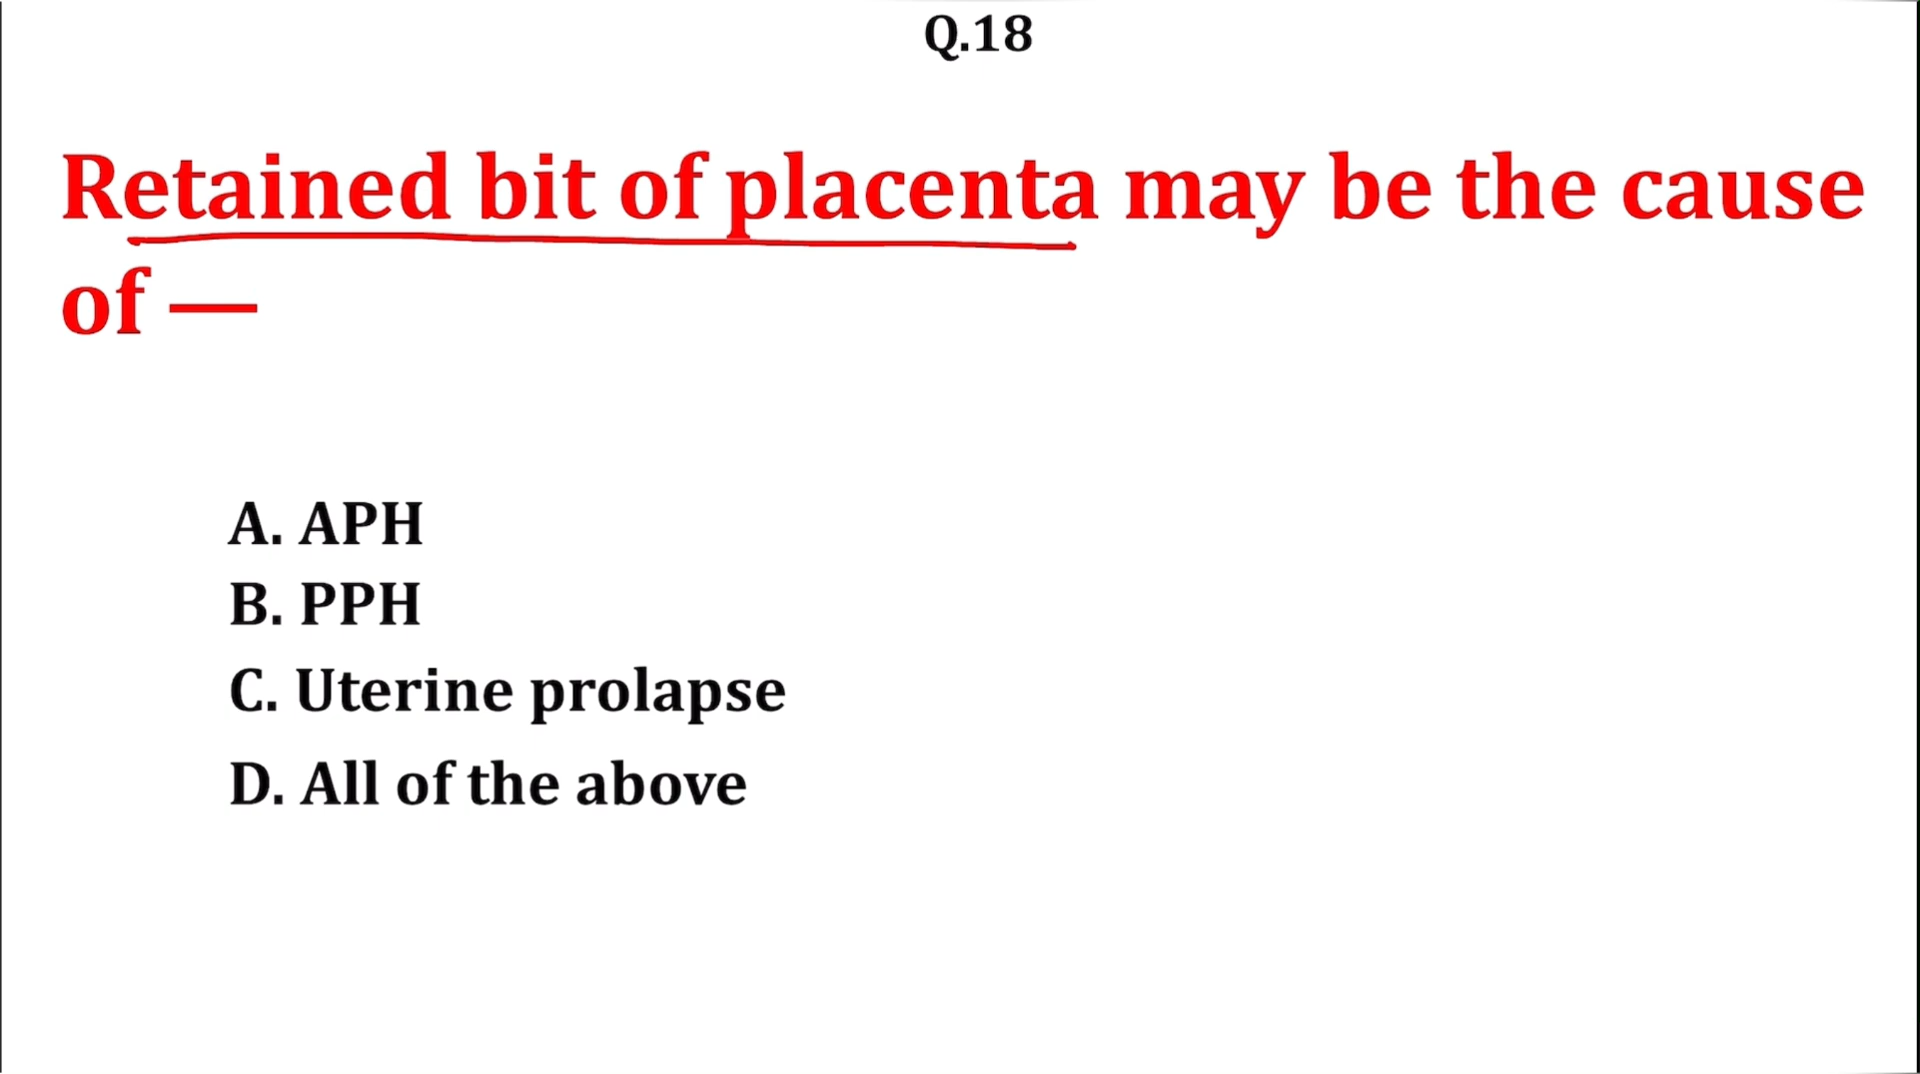 Q.18
Retained bit of placenta may be the cause
of —
A. APH
B. PPH
C. Uterine prolapse
D. All of the above